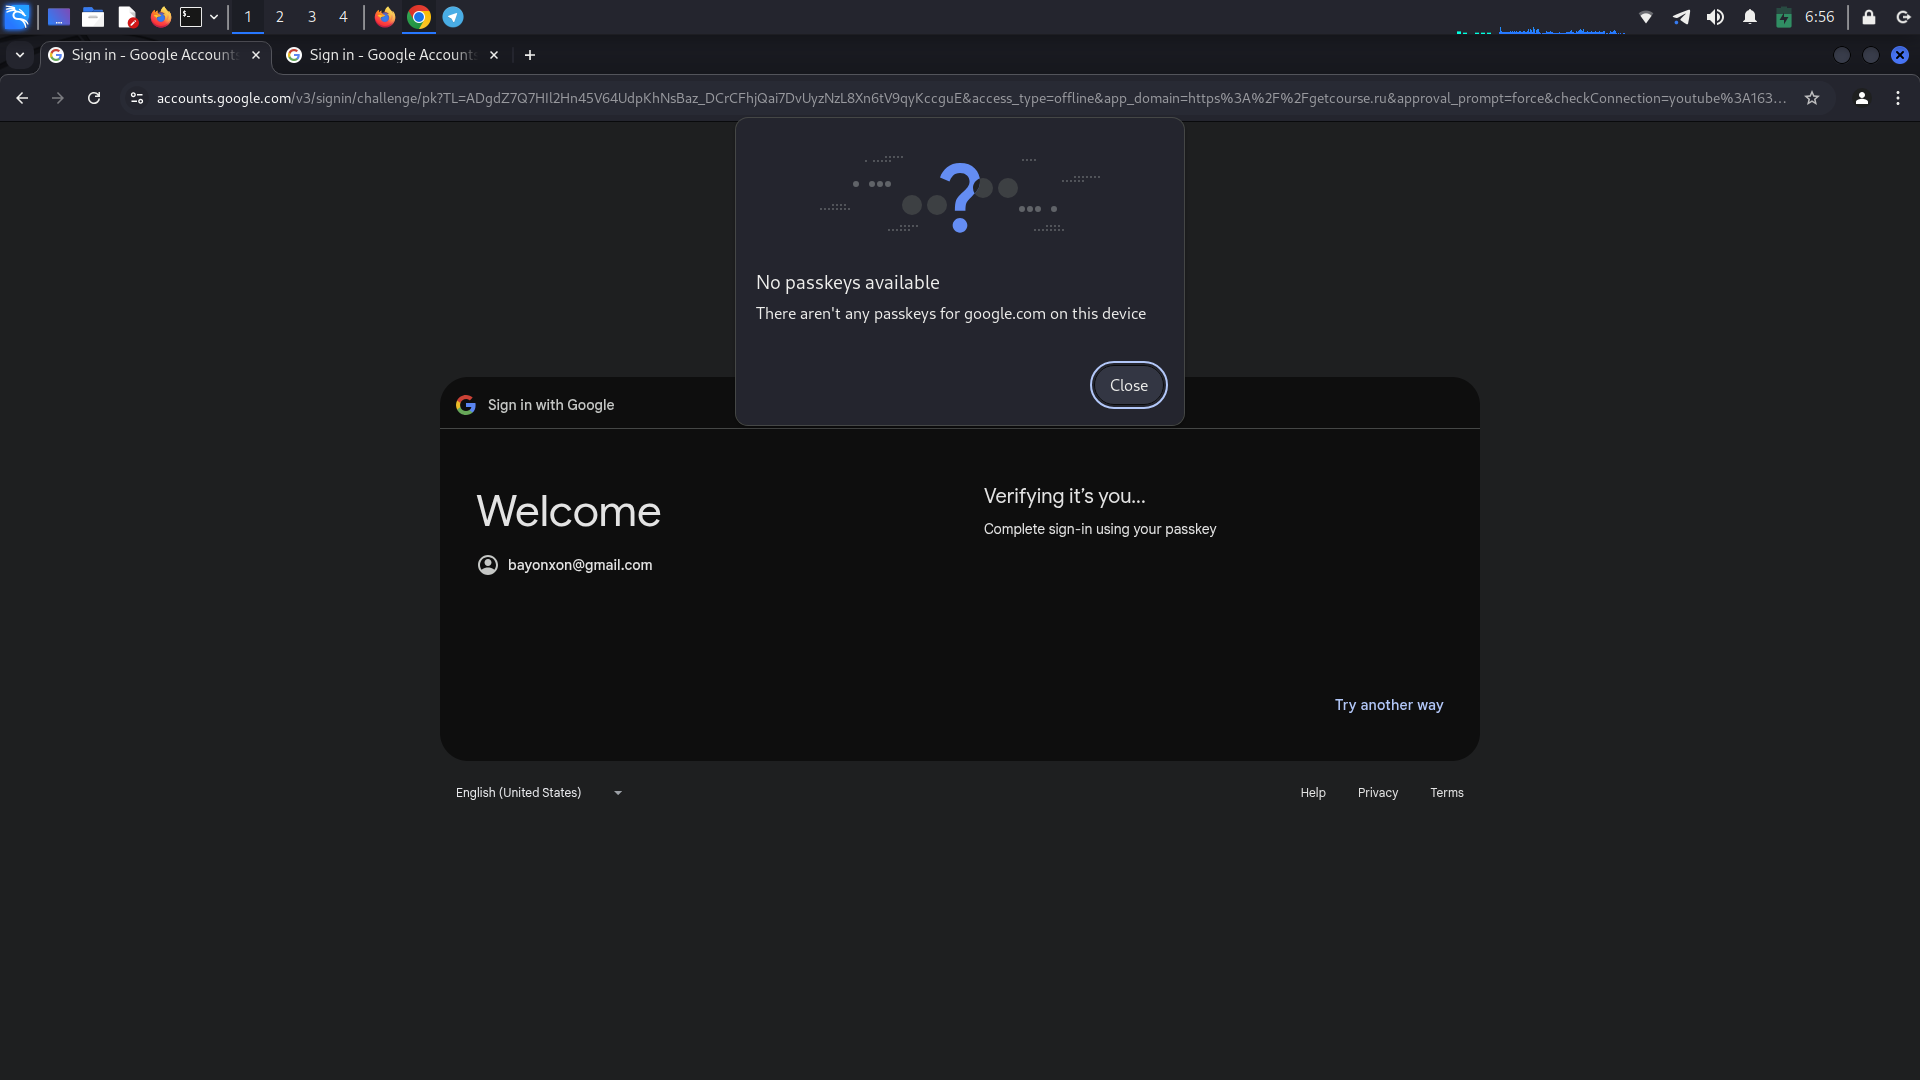 1 2 3 4 6:56
Sign in - Google Accounts Sign in - Google Accounts
accounts.google.com/v3/signin/challenge/pk?TL=ADgdZ7Q7HIl2Hn45V64UdpKhNsBaz_DCrCFhjQai7DvUyzNzL8Xn6tV9qyKccguE&access_type=offline&app_domain=https%3A%2F%2Fgetcourse.ru&approval_prompt=force&checkConnection=youtube%3A163...
No passkeys available
There aren't any passkeys for google.com on this device
Close
Sign in with Google
Welcome
bayonxon@gmail.com
Verifying it’s you...
Complete sign-in using your passkey
Try another way
English (United States)
Help Privacy Terms